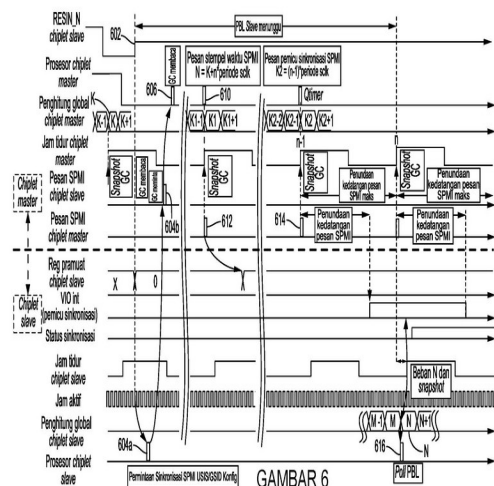 RESIN_N
chiplet slave
602
PBL Slave menunggu
Prosesor chiplet
master
606
GC membaca
Pesan stempel waktu SPMI
N = K+n*periode sclk
610
Pesan pemicu sinkronisasi SPMI
K2 = (n-1)*periode sclk
Qtimer
Penghitung global
chiplet master
K
K-1 K K+1
K1-1 K1 K1+1
K2-2 K2-1 K2 K2+1
Jam tidur chiplet
master
n-1
n
Pesan SPMI
chiplet slave
Snapshot
GC
GC membaca
GC memulai
604b
Snapshot
GC
Snapshot
GC
Penundaan
kedatangan pesan
SPMI maks
Snapshot
GC
Penundaan
kedatangan pesan
SPMI maks
Chiplet master
Pesan SPMI
chiplet master
612
614
Penundaan
kedatangan
pesan SPMI
Penundaan
kedatangan
pesan SPMI
Reg pramuat
chiplet slave
X X 0 X
Chiplet slave
VIO int
(pemicu sinkronisasi)
Status sinkronisasi
Jam tidur
chiplet slave
Beban N dan
snapshot
Jam aktif
Penghitung global
chiplet slave
M-1 M N N+1
604a
616
N
Prosesor chiplet
slave
Permintaan Sinkronisasi SPMI USIS/GSID Konfig
Poll PBL
GAMBAR 6